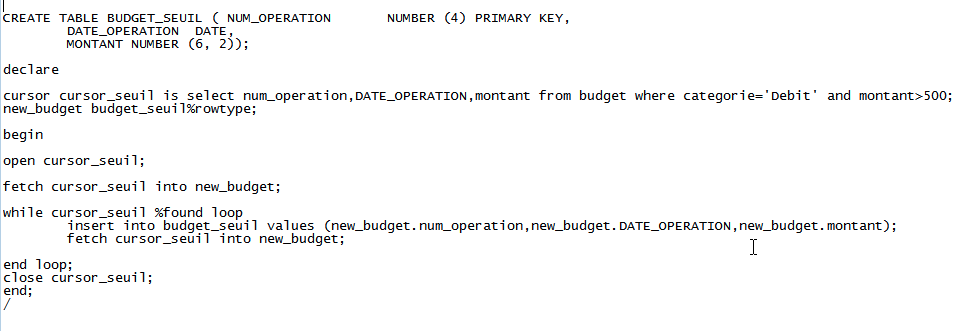 CREATE TABLE BUDGET_SEUIL ( NUM_OPERATION       NUMBER (4) PRIMARY KEY,
        DATE_OPERATION  DATE,
        MONTANT NUMBER (6, 2));
declare
cursor cursor_seuil is select num_operation,DATE_OPERATION,montant from budget where categorie='Debit' and montant>500;
new_budget budget_seuil%rowtype;
begin
open cursor_seuil;
fetch cursor_seuil into new_budget;
while cursor_seuil %found loop
        insert into budget_seuil values (new_budget.num_operation,new_budget.DATE_OPERATION,new_budget.montant);
        fetch cursor_seuil into new_budget;
end loop;
close cursor_seuil;
end;
/